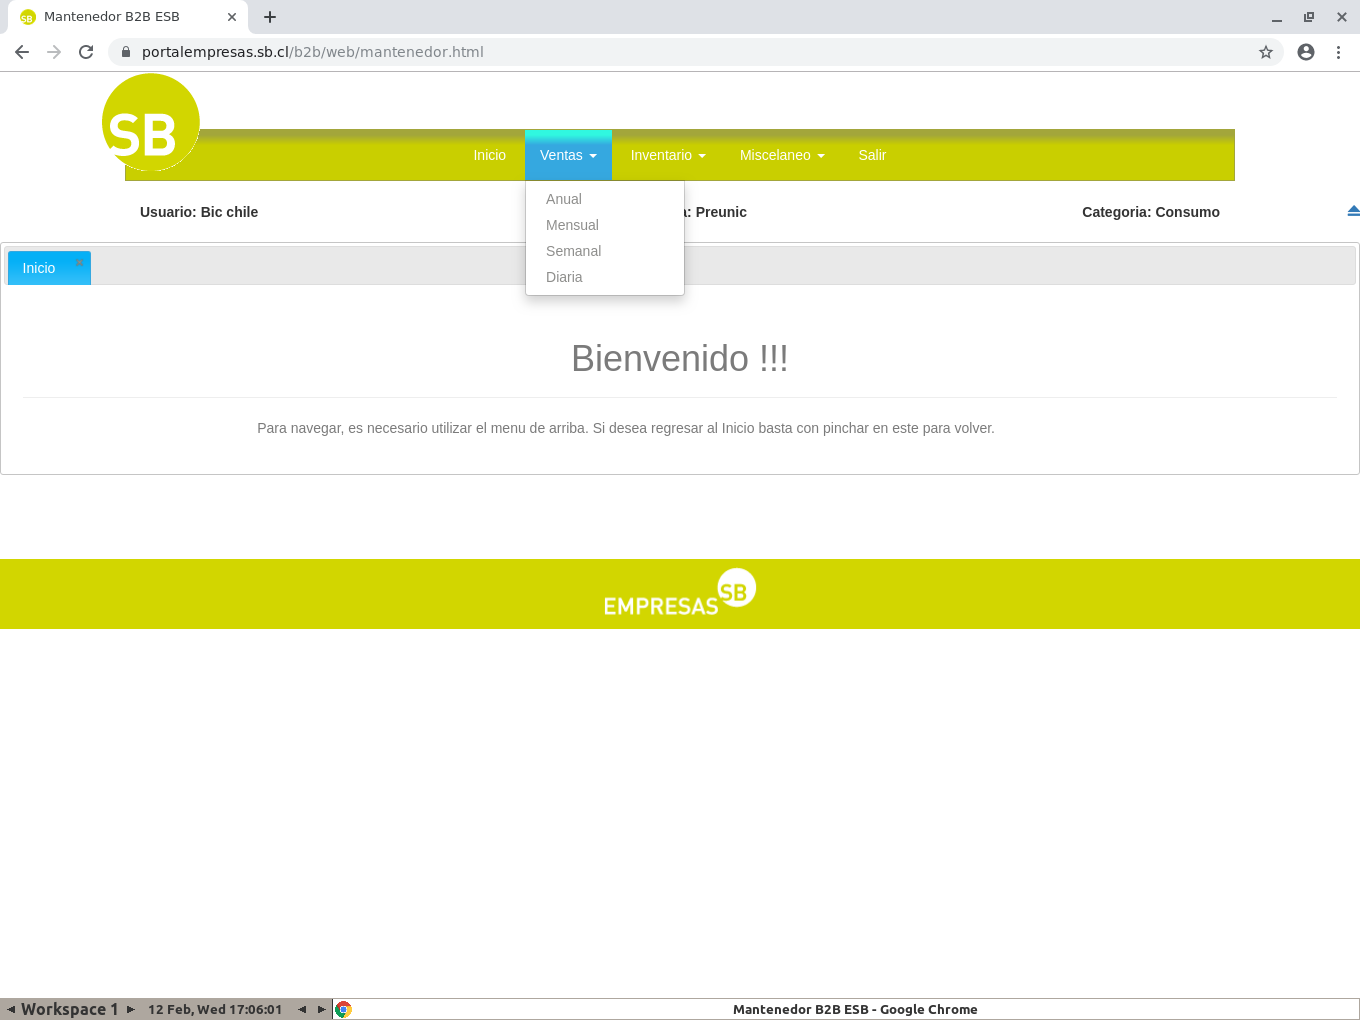 Mantenedor B2B ESB
portalempresas.sb.cl/b2b/web/mantenedor.html
SB
Inicio Ventas Inventario Miscelaneo Salir
Anual
Mensual
Semanal
Diaria
Usuario: Bic chile : Preunic Categoria: Consumo
Inicio
Bienvenido !!!
Para navegar, es necesario utilizar el menu de arriba. Si desea regresar al Inicio basta con pinchar en este para volver.
EMPRESAS SB
Workspace 1 12 Feb, Wed 17:06:01 Mantenedor B2B ESB - Google Chrome